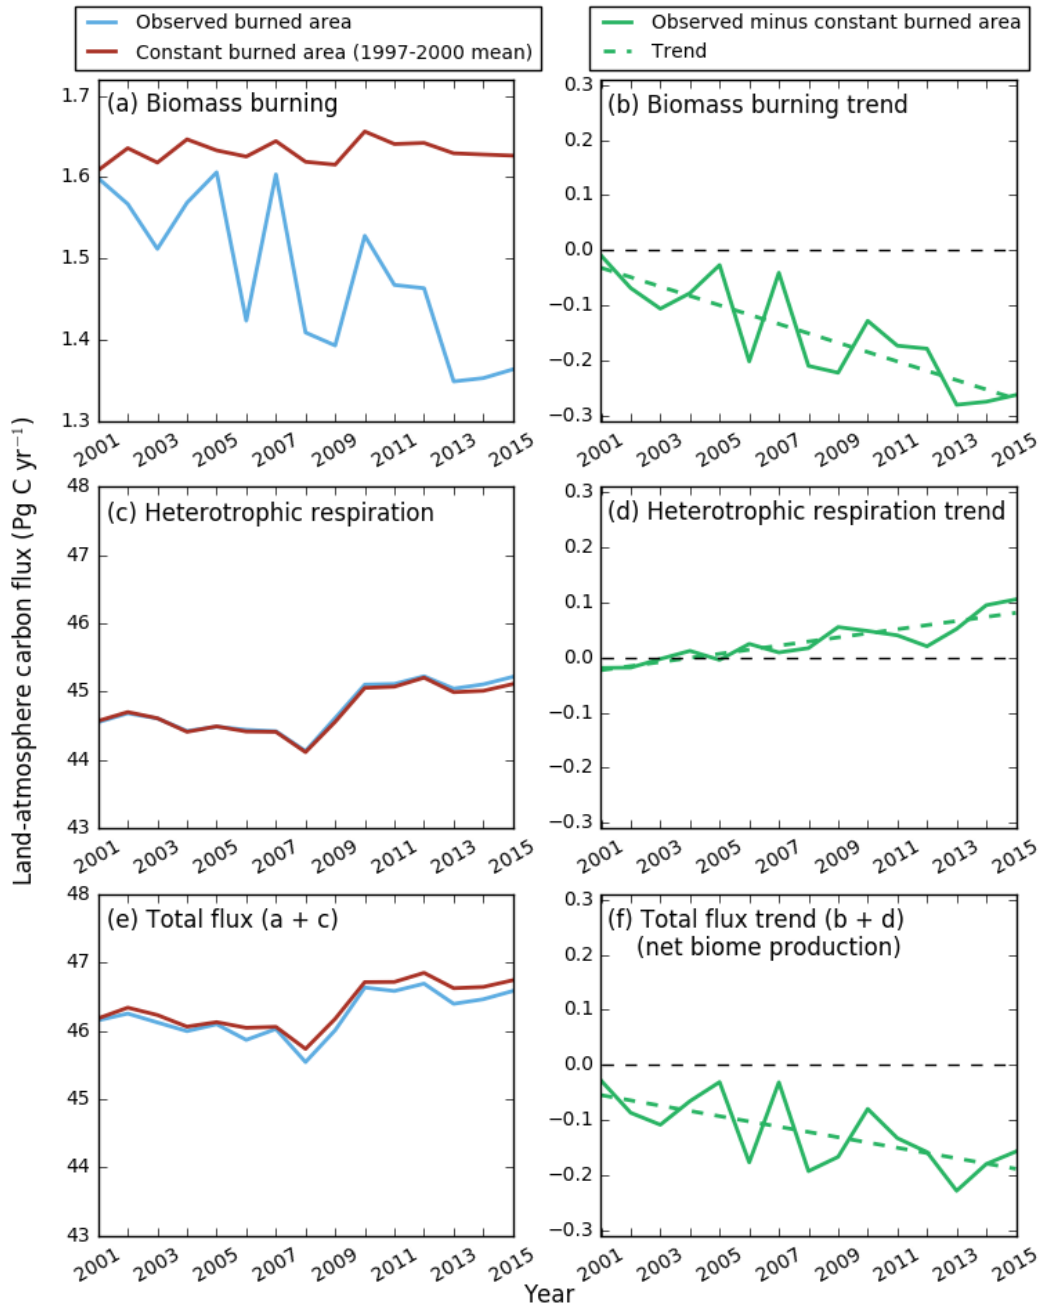 Observed burned area
Constant burned area (1997-2000 mean)
Observed minus constant burned area
Trend
Land-atmosphere carbon flux (Pg C yr⁻¹)
(a) Biomass burning
1.7
1.6
1.5
1.4
1.3
2001 2003 2005 2007 2009 2011 2013 2015
(b) Biomass burning trend
0.3
0.2
0.1
0.0
−0.1
−0.2
−0.3
2001 2003 2005 2007 2009 2011 2013 2015
(c) Heterotrophic respiration
48
47
46
45
44
43
2001 2003 2005 2007 2009 2011 2013 2015
(d) Heterotrophic respiration trend
0.3
0.2
0.1
0.0
−0.1
−0.2
−0.3
2001 2003 2005 2007 2009 2011 2013 2015
(e) Total flux (a + c)
48
47
46
45
44
43
2001 2003 2005 2007 2009 2011 2013 2015
(f) Total flux trend (b + d)
(net biome production)
0.3
0.2
0.1
0.0
−0.1
−0.2
−0.3
2001 2003 2005 2007 2009 2011 2013 2015
Year